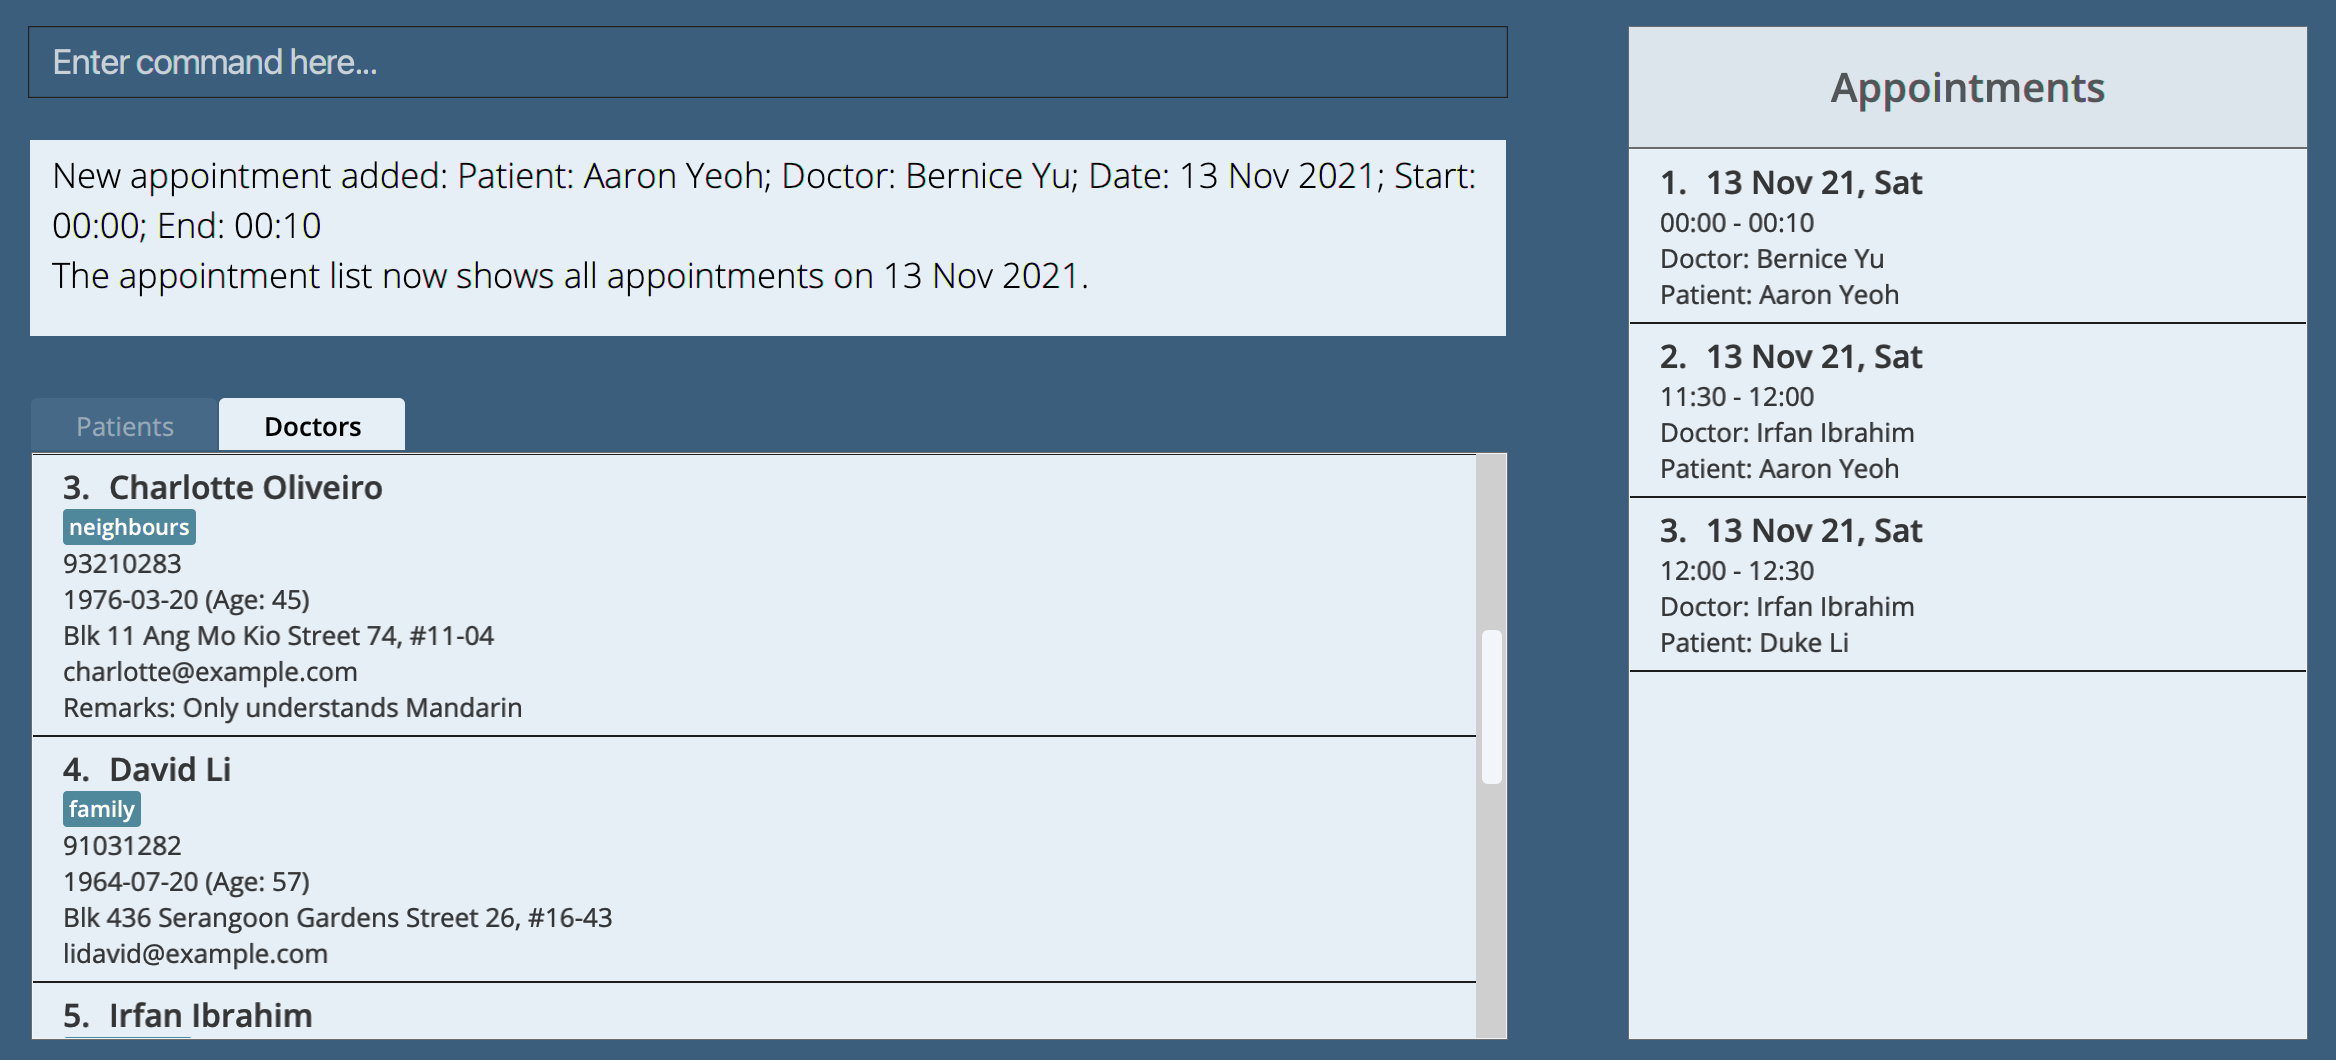 Enter command here...
New appointment added: Patient: Aaron Yeoh; Doctor: Bernice Yu; Date: 13 Nov 2021; Start:
00:00; End: 00:10
The appointment list now shows all appointments on 13 Nov 2021.
Patients
Doctors
3. Charlotte Oliveiro
neighbours
93210283
1976-03-20 (Age: 45)
Blk 11 Ang Mo Kio Street 74, #11-04
charlotte@example.com
Remarks: Only understands Mandarin
4. David Li
family
91031282
1964-07-20 (Age: 57)
Blk 436 Serangoon Gardens Street 26, #16-43
lidavid@example.com
5. Irfan Ibrahim
Appointments
1. 13 Nov 21, Sat
00:00 - 00:10
Doctor: Bernice Yu
Patient: Aaron Yeoh
2. 13 Nov 21, Sat
11:30 - 12:00
Doctor: Irfan Ibrahim
Patient: Aaron Yeoh
3. 13 Nov 21, Sat
12:00 - 12:30
Doctor: Irfan Ibrahim
Patient: Duke Li